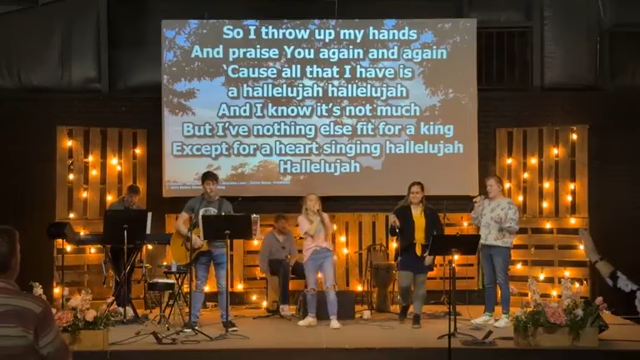 So I throw up my hands
And praise You again and again
'Cause all that I have is
a hallelujah hallelujah
And I know it's not much
But I've nothing else fit for a king
Except for a heart singing hallelujah
Hallelujah